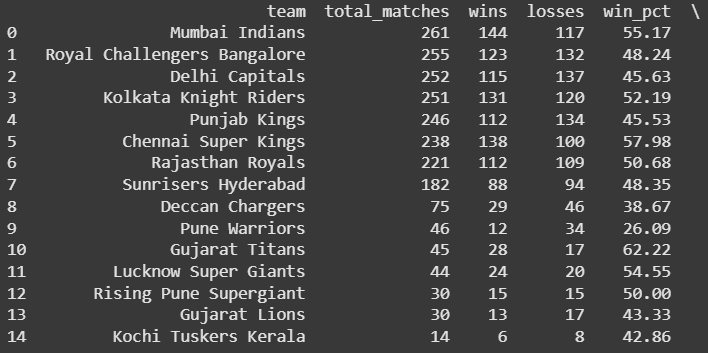 team total_matches wins losses win_pct \
0 Mumbai Indians 261 144 117 55.17
1 Royal Challengers Bangalore 255 123 132 48.24
2 Delhi Capitals 252 115 137 45.63
3 Kolkata Knight Riders 251 131 120 52.19
4 Punjab Kings 246 112 134 45.53
5 Chennai Super Kings 238 138 100 57.98
6 Rajasthan Royals 221 112 109 50.68
7 Sunrisers Hyderabad 182 88 94 48.35
8 Deccan Chargers 75 29 46 38.67
9 Pune Warriors 46 12 34 26.09
10 Gujarat Titans 45 28 17 62.22
11 Lucknow Super Giants 44 24 20 54.55
12 Rising Pune Supergiant 30 15 15 50.00
13 Gujarat Lions 30 13 17 43.33
14 Kochi Tuskers Kerala 14 6 8 42.86